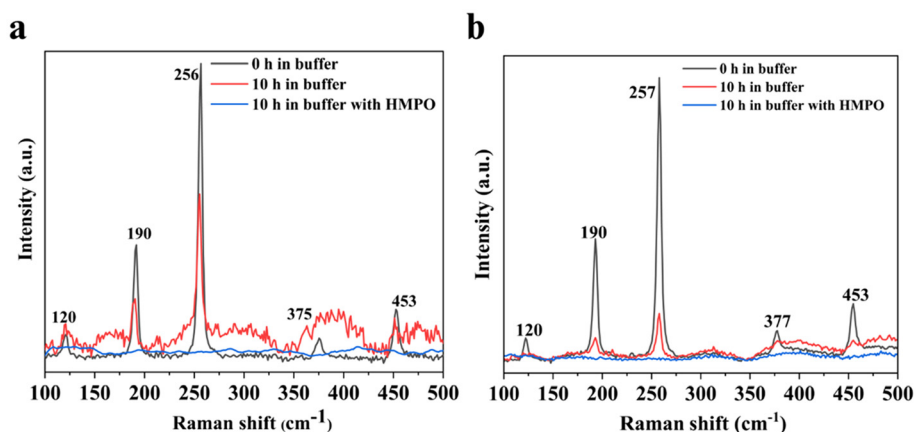 a
256
0 h in buffer
10 h in buffer
10 h in buffer with HMPO
190
120
375
453
Intensity (a.u.)
100 150 200 250 300 350 400 450 500
Raman shift (cm-1)
b
257
0 h in buffer
10 h in buffer
10 h in buffer with HMPO
190
120
377
453
Intensity (a.u.)
100 150 200 250 300 350 400 450 500
Raman shift (cm-1)